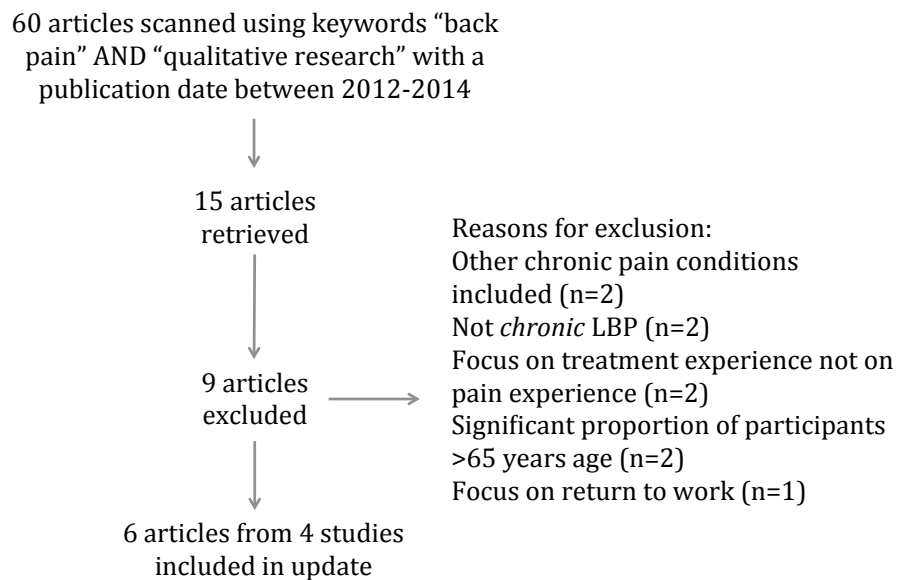 60 articles scanned using keywords “back
pain” AND “qualitative research” with a
publication date between 2012-2014
15 articles
retrieved
9 articles
excluded
Reasons for exclusion:
Other chronic pain conditions
included (n=2)
Not chronic LBP (n=2)
Focus on treatment experience not on
pain experience (n=2)
Significant proportion of participants
>65 years age (n=2)
Focus on return to work (n=1)
6 articles from 4 studies
included in update